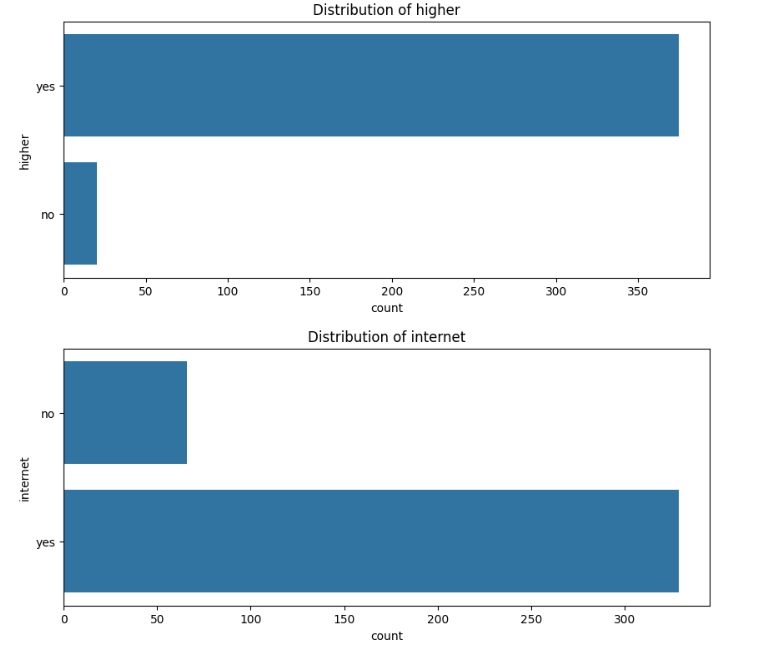 Distribution of higher
yes
higher
no
0 50 100 150 200 250 300 350
count
Distribution of internet
no
internet
yes
0 50 100 150 200 250 300
count